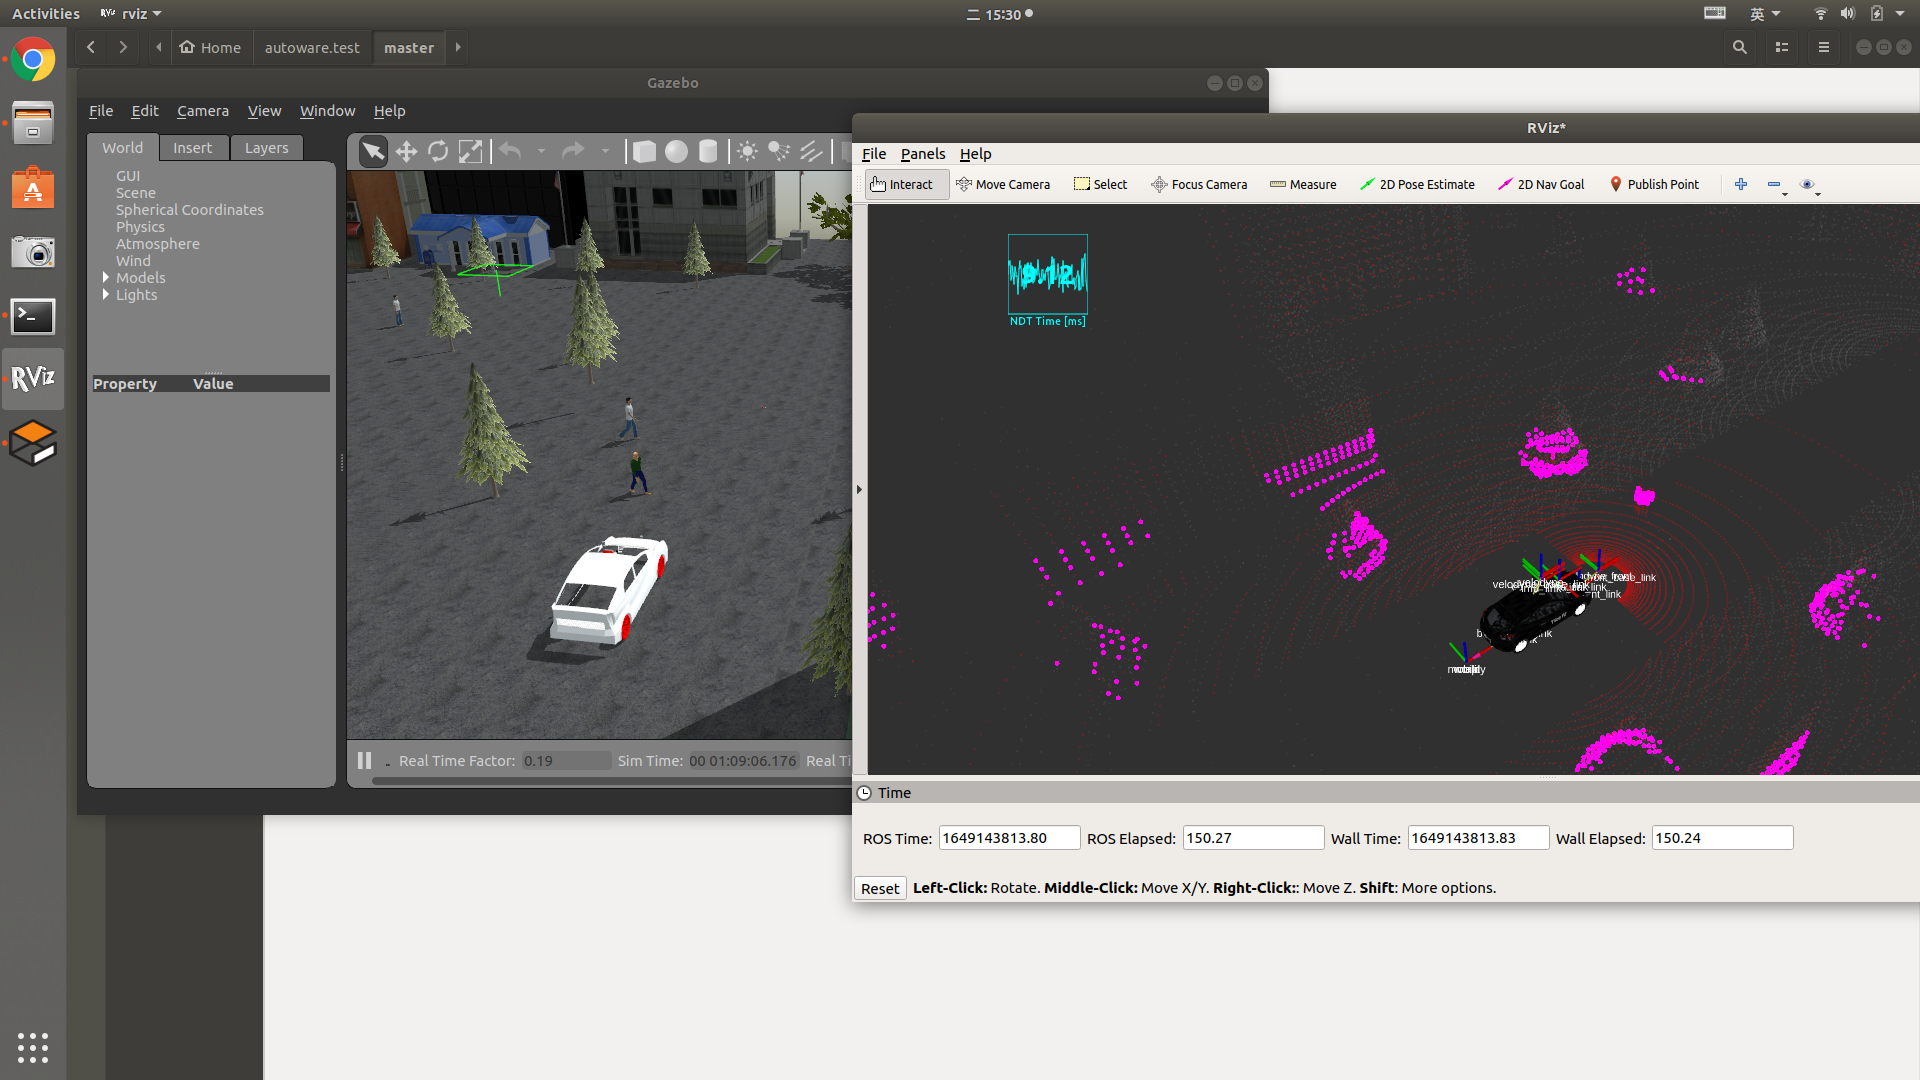 Activities RViz rviz 二 15:30 英
Home autoware.test master
Gazebo
File Edit Camera View Window Help
World Insert Layers
GUI
Scene
Spherical Coordinates
Physics
Atmosphere
Wind
Models
Lights
Property Value
Real Time Factor: 0.19 Sim Time: 00 01:09:06.176 Real Ti
RViz
RViz*
File Panels Help
Interact Move Camera Select Focus Camera Measure 2D Pose Estimate 2D Nav Goal Publish Point
NDT Time [ms]
Time
ROS Time: 1649143813.80 ROS Elapsed: 150.27 Wall Time: 1649143813.83 Wall Elapsed: 150.24
Reset Left-Click: Rotate. Middle-Click: Move X/Y. Right-Click:: Move Z. Shift: More options.